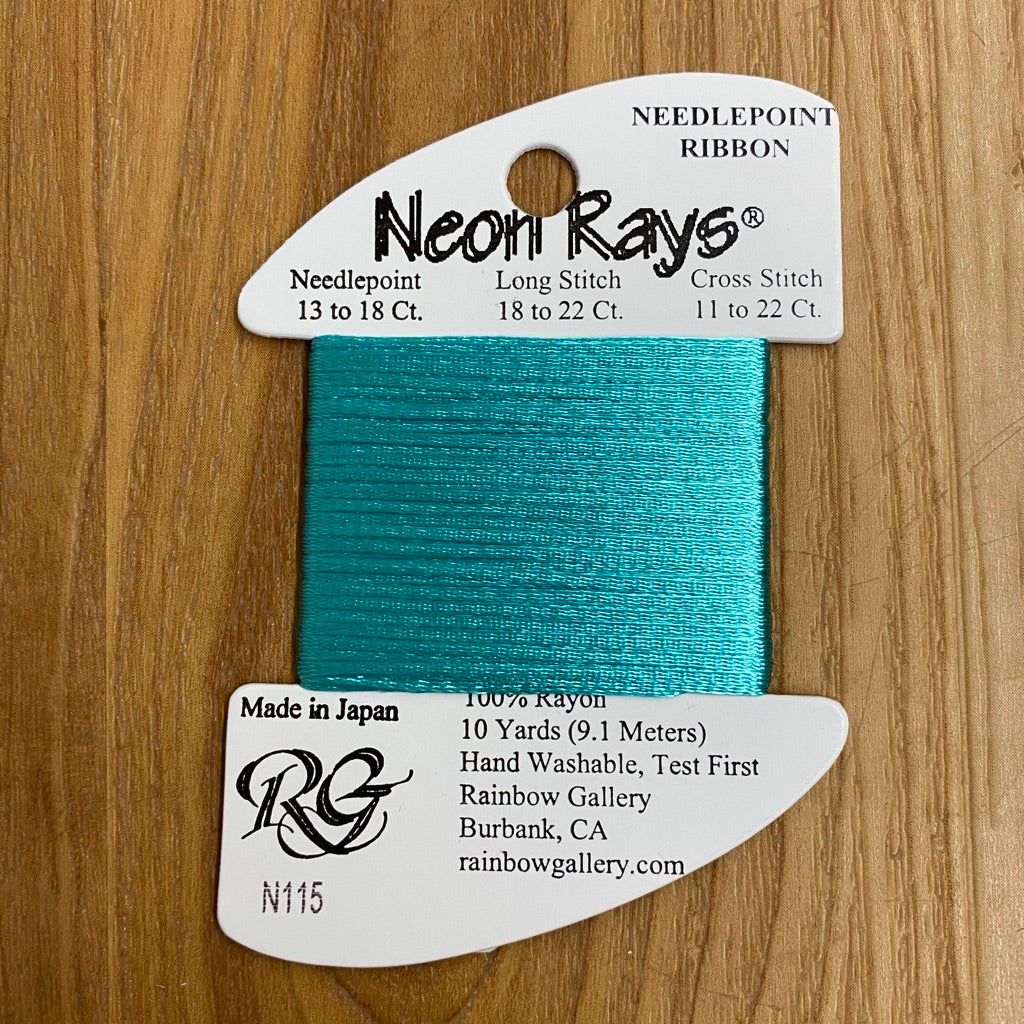 NEEDLEPOINT
RIBBON
Neon Rays®
Needlepoint Long Stitch Cross Stitch
13 to 18 Ct. 18 to 22 Ct. 11 to 22 Ct.
Made in Japan
100% Rayon
10 Yards (9.1 Meters)
Hand Washable, Test First
Rainbow Gallery
Burbank, CA
rainbowgallery.com
RG
N115